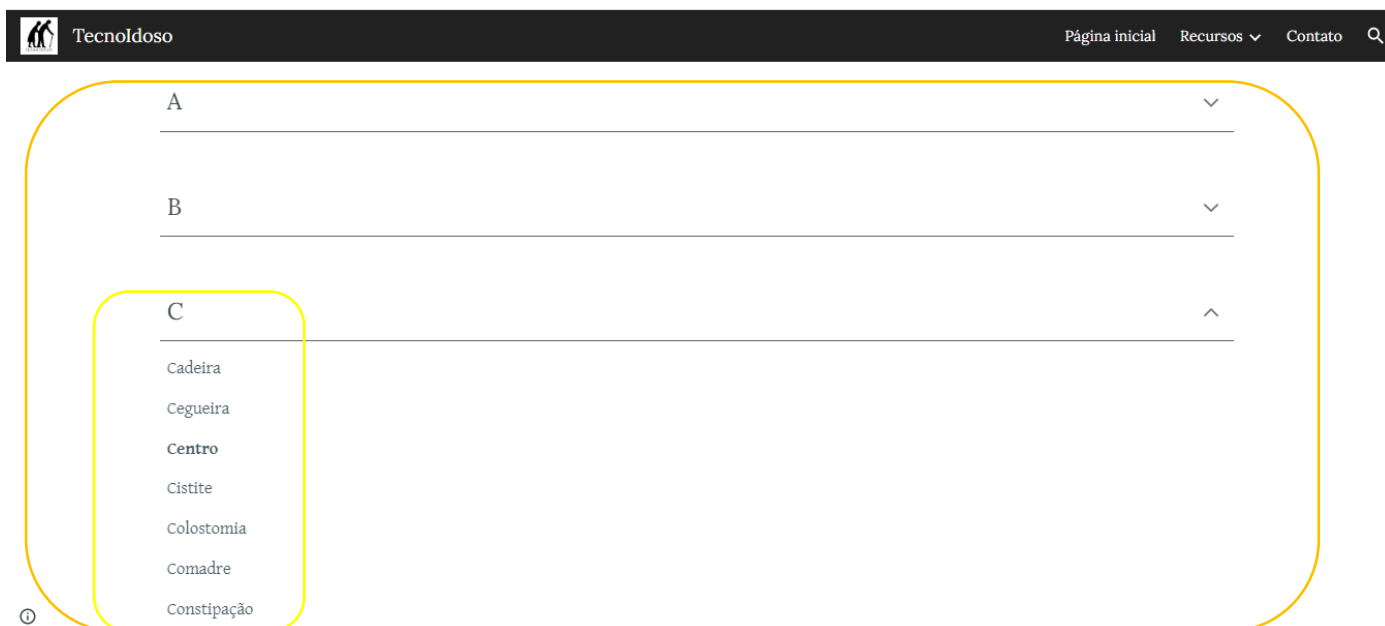 TecnoIdoso Página inicial Recursos Contato
A
B
C
Cadeira
Cegueira
Centro
Cistite
Colostomia
Comadre
Constipação